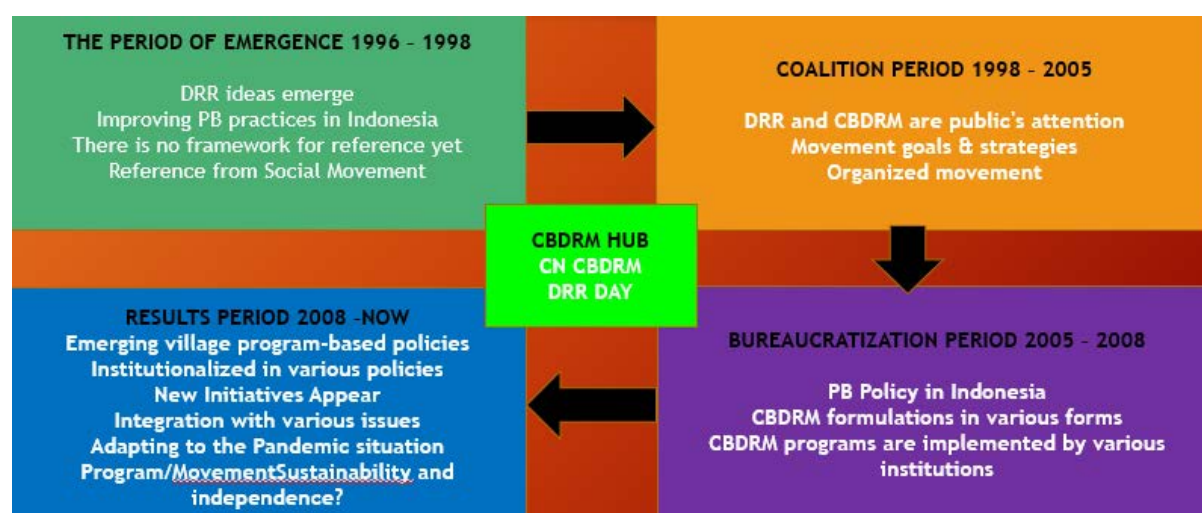 THE PERIOD OF EMERGENCE 1996 – 1998
DRR ideas emerge
Improving PB practices in Indonesia
There is no framework for reference yet
Reference from Social Movement
COALITION PERIOD 1998 – 2005
DRR and CBDRM are public's attention
Movement goals & strategies
Organized movement
CBDRM HUB
CN CBDRM
DRR DAY
BUREAUCRATIZATION PERIOD 2005 – 2008
PB Policy in Indonesia
CBDRM formulations in various forms
CBDRM programs are implemented by various
institutions
RESULTS PERIOD 2008 –NOW
Emerging village program-based policies
Institutionalized in various policies
New Initiatives Appear
Integration with various issues
Adapting to the Pandemic situation
Program/MovementSustainability and
independence?